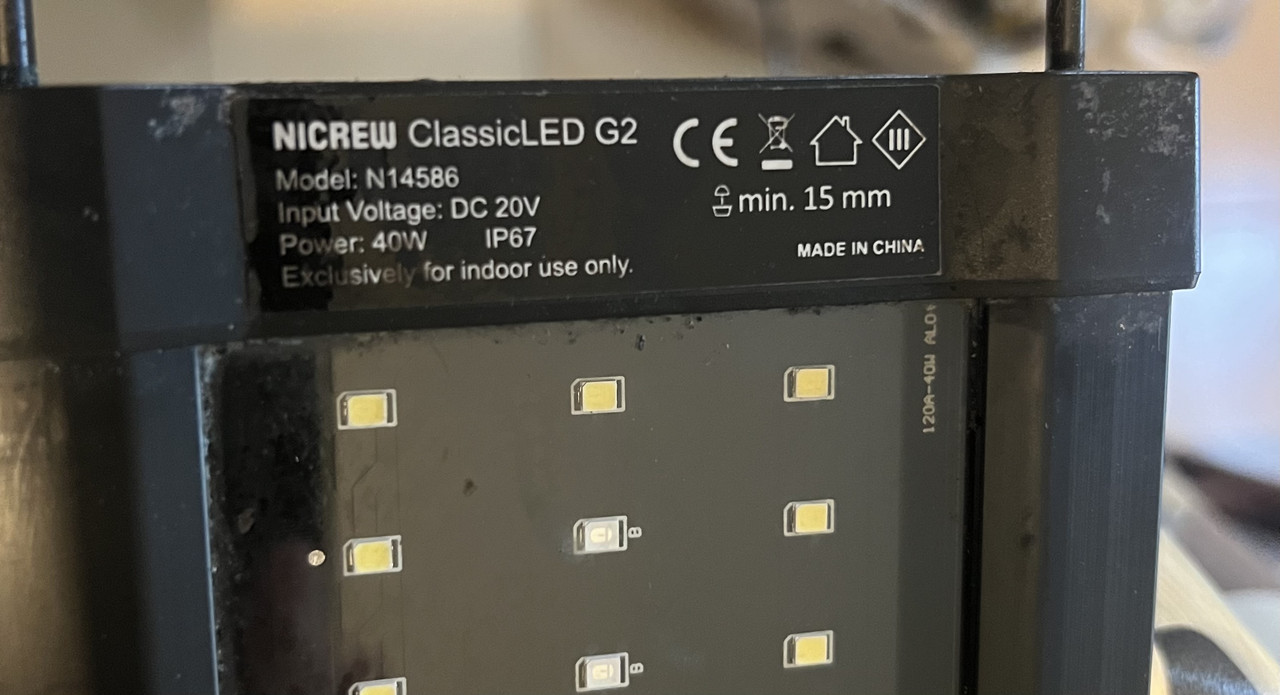 NICREW ClassicLED G2
Model: N14586
Input Voltage: DC 20V
Power: 40W IP67
Exclusively for indoor use only.
CE
III
min. 15 mm
MADE IN CHINA
120A-40W
B
B